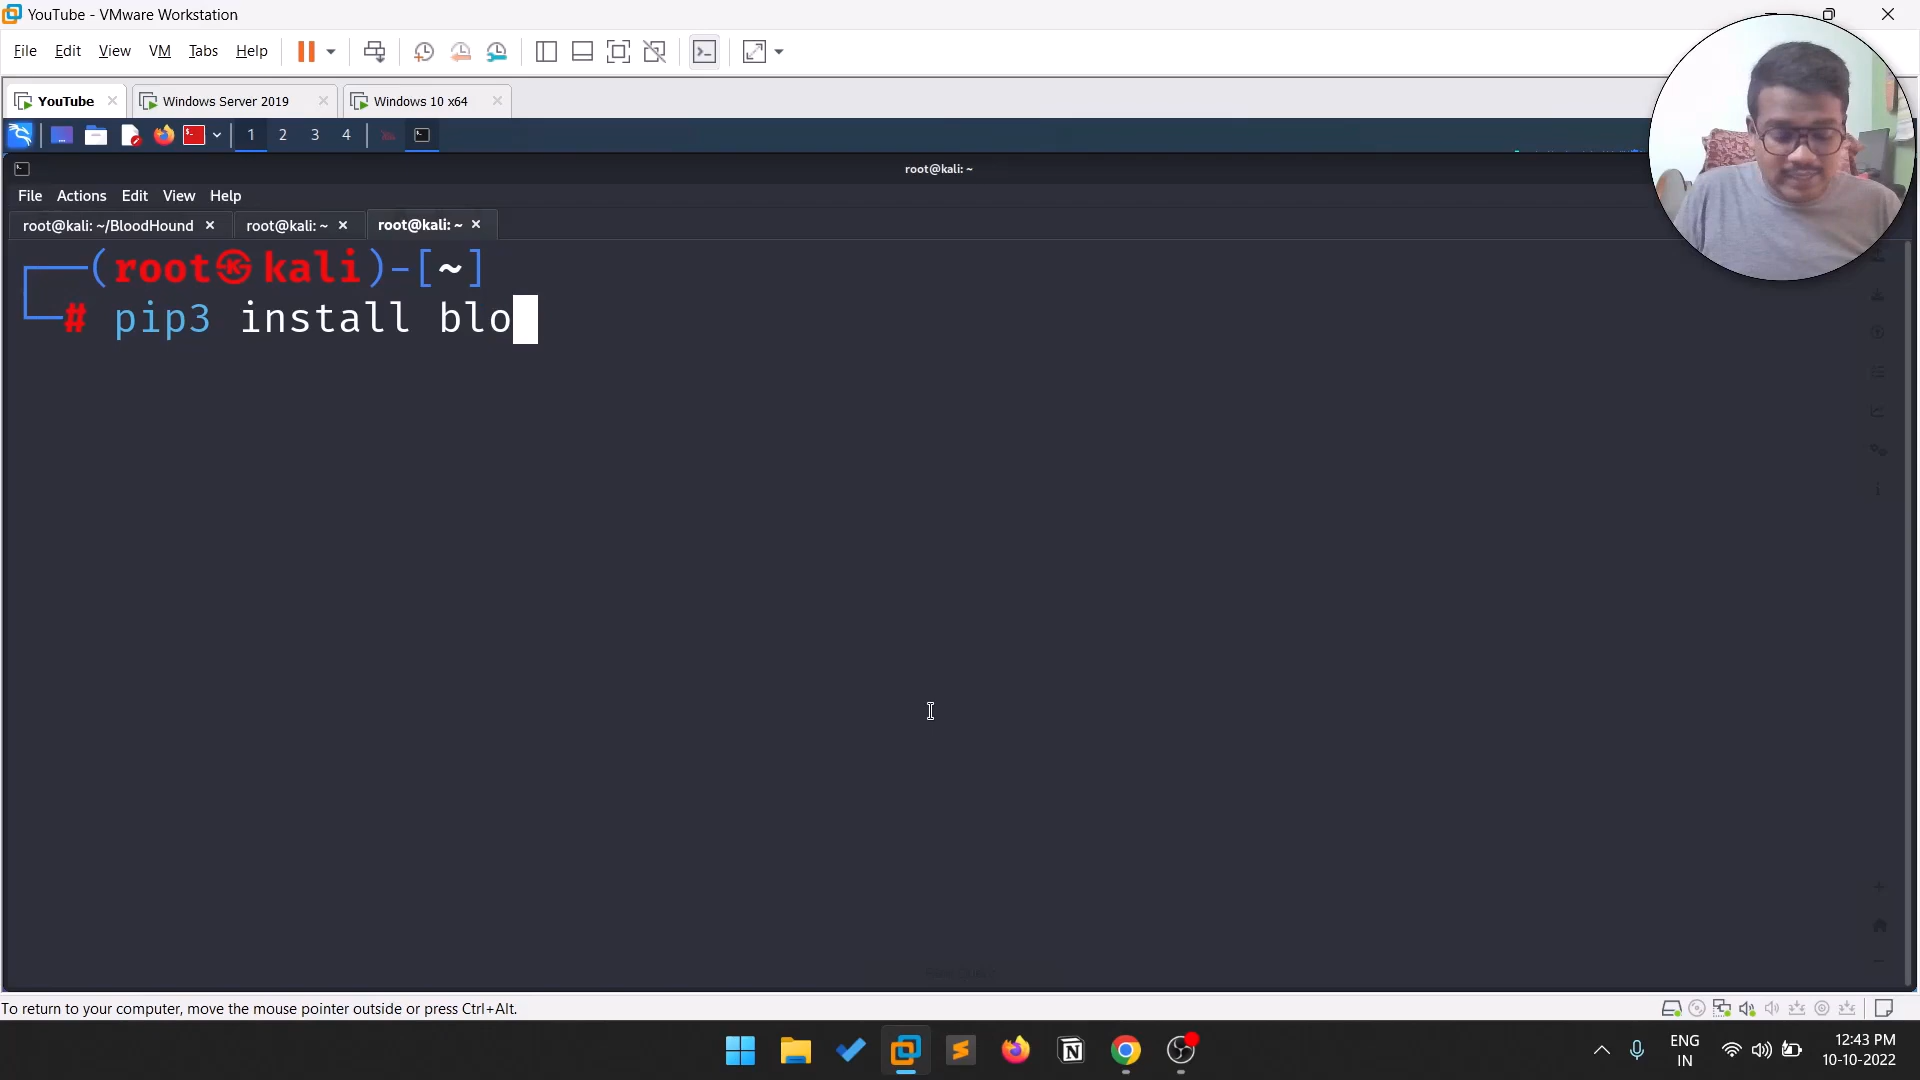 YouTube - VMware Workstation
File Edit View VM Tabs Help
YouTube Windows Server 2019 Windows 10 x64
1 2 3 4
root@kali: ~
File Actions Edit View Help
root@kali: ~/BloodHound root@kali: ~ root@kali: ~
(root㉿kali)-[~]
# pip3 install blo
To return to your computer, move the mouse pointer outside or press Ctrl+Alt.
ENG 12:43 PM
IN 10-10-2022